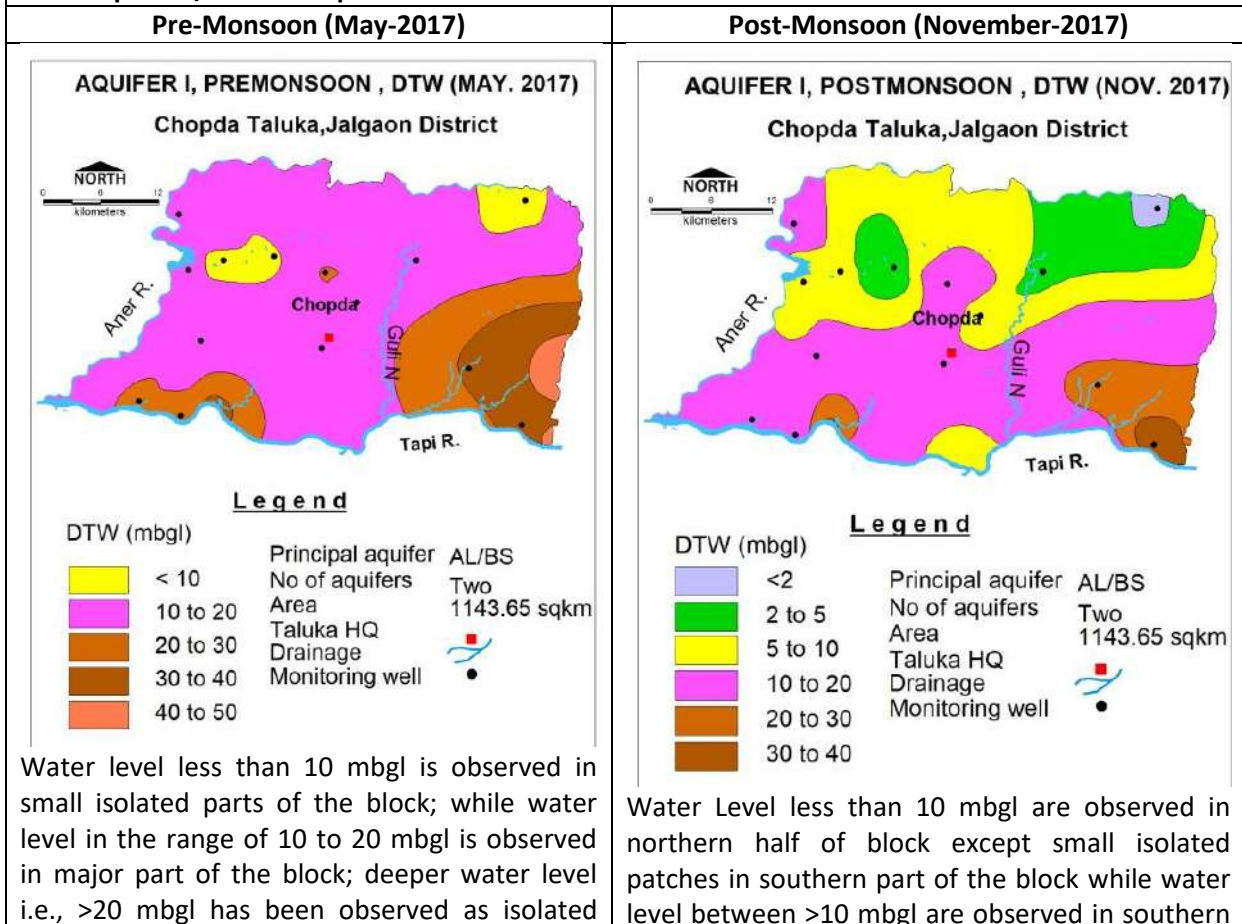 Pre-Monsoon (May-2017)
AQUIFER I, PREMONSOON , DTW (MAY. 2017)
Chopda Taluka,Jalgaon District
NORTH
0 6 12
kilometers
Aner R.
Chopda
Guli N
Tapi R.
Legend
DTW (mbgl)
< 10
10 to 20
20 to 30
30 to 40
40 to 50
Principal aquifer AL/BS
No of aquifers Two
Area 1143.65 sqkm
Taluka HQ
Drainage
Monitoring well
Water level less than 10 mbgl is observed in
small isolated parts of the block; while water
level in the range of 10 to 20 mbgl is observed
in major part of the block; deeper water level
i.e., >20 mbgl has been observed as isolated
Post-Monsoon (November-2017)
AQUIFER I, POSTMONSOON , DTW (NOV. 2017)
Chopda Taluka,Jalgaon District
NORTH
0 6 12
kilometers
Aner R.
Chopda
Guli N
Tapi R.
Legend
DTW (mbgl)
<2
2 to 5
5 to 10
10 to 20
20 to 30
30 to 40
Principal aquifer AL/BS
No of aquifers Two
Area 1143.65 sqkm
Taluka HQ
Drainage
Monitoring well
Water Level less than 10 mbgl are observed in
northern half of block except small isolated
patches in southern part of the block while water
level between >10 mbgl are observed in southern